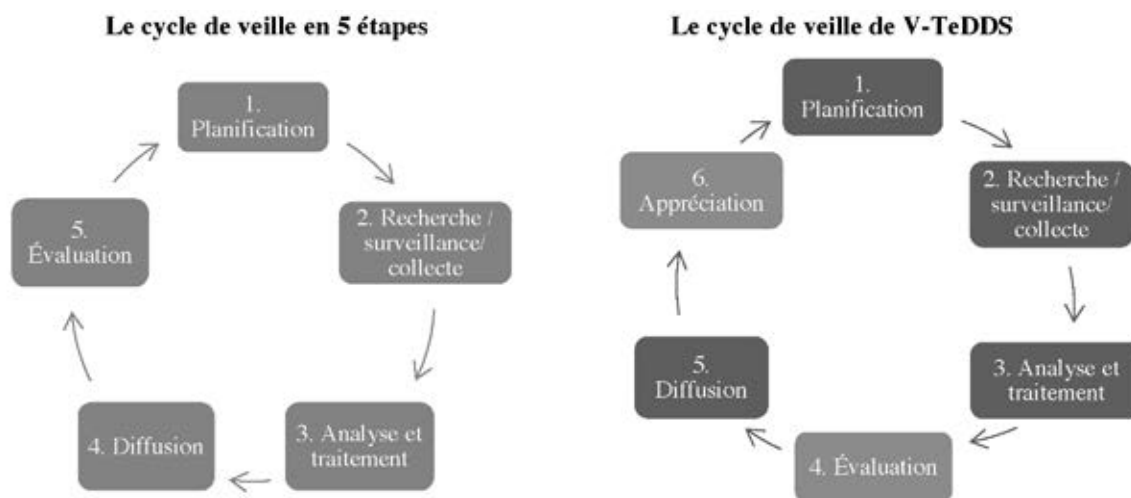 Le cycle de veille en 5 étapes
1.
Planification
2. Recherche /
surveillance/
collecte
3. Analyse et
traitement
4. Diffusion
5.
Évaluation
Le cycle de veille de V-TeDDS
1.
Planification
2. Recherche /
surveillance/
collecte
3. Analyse et
traitement
4. Évaluation
5.
Diffusion
6.
Appréciation